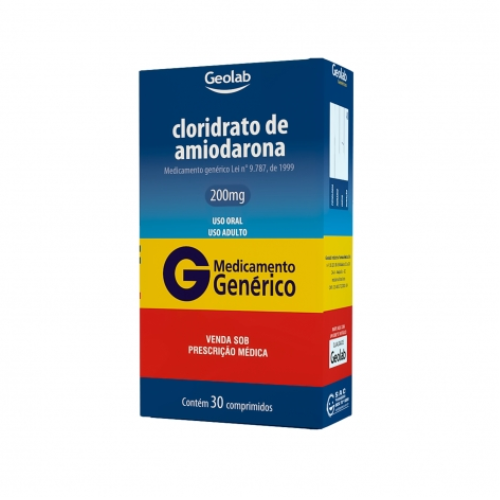 Geolab
cloridrato de
amiodarona
Medicamento genérico Lei nº 9.787, de 1999
200mg
USO ORAL
USO ADULTO
G Medicamento
Genérico
VENDA SOB
PRESCRIÇÃO MÉDICA
Contém 30 comprimidos
Geolab